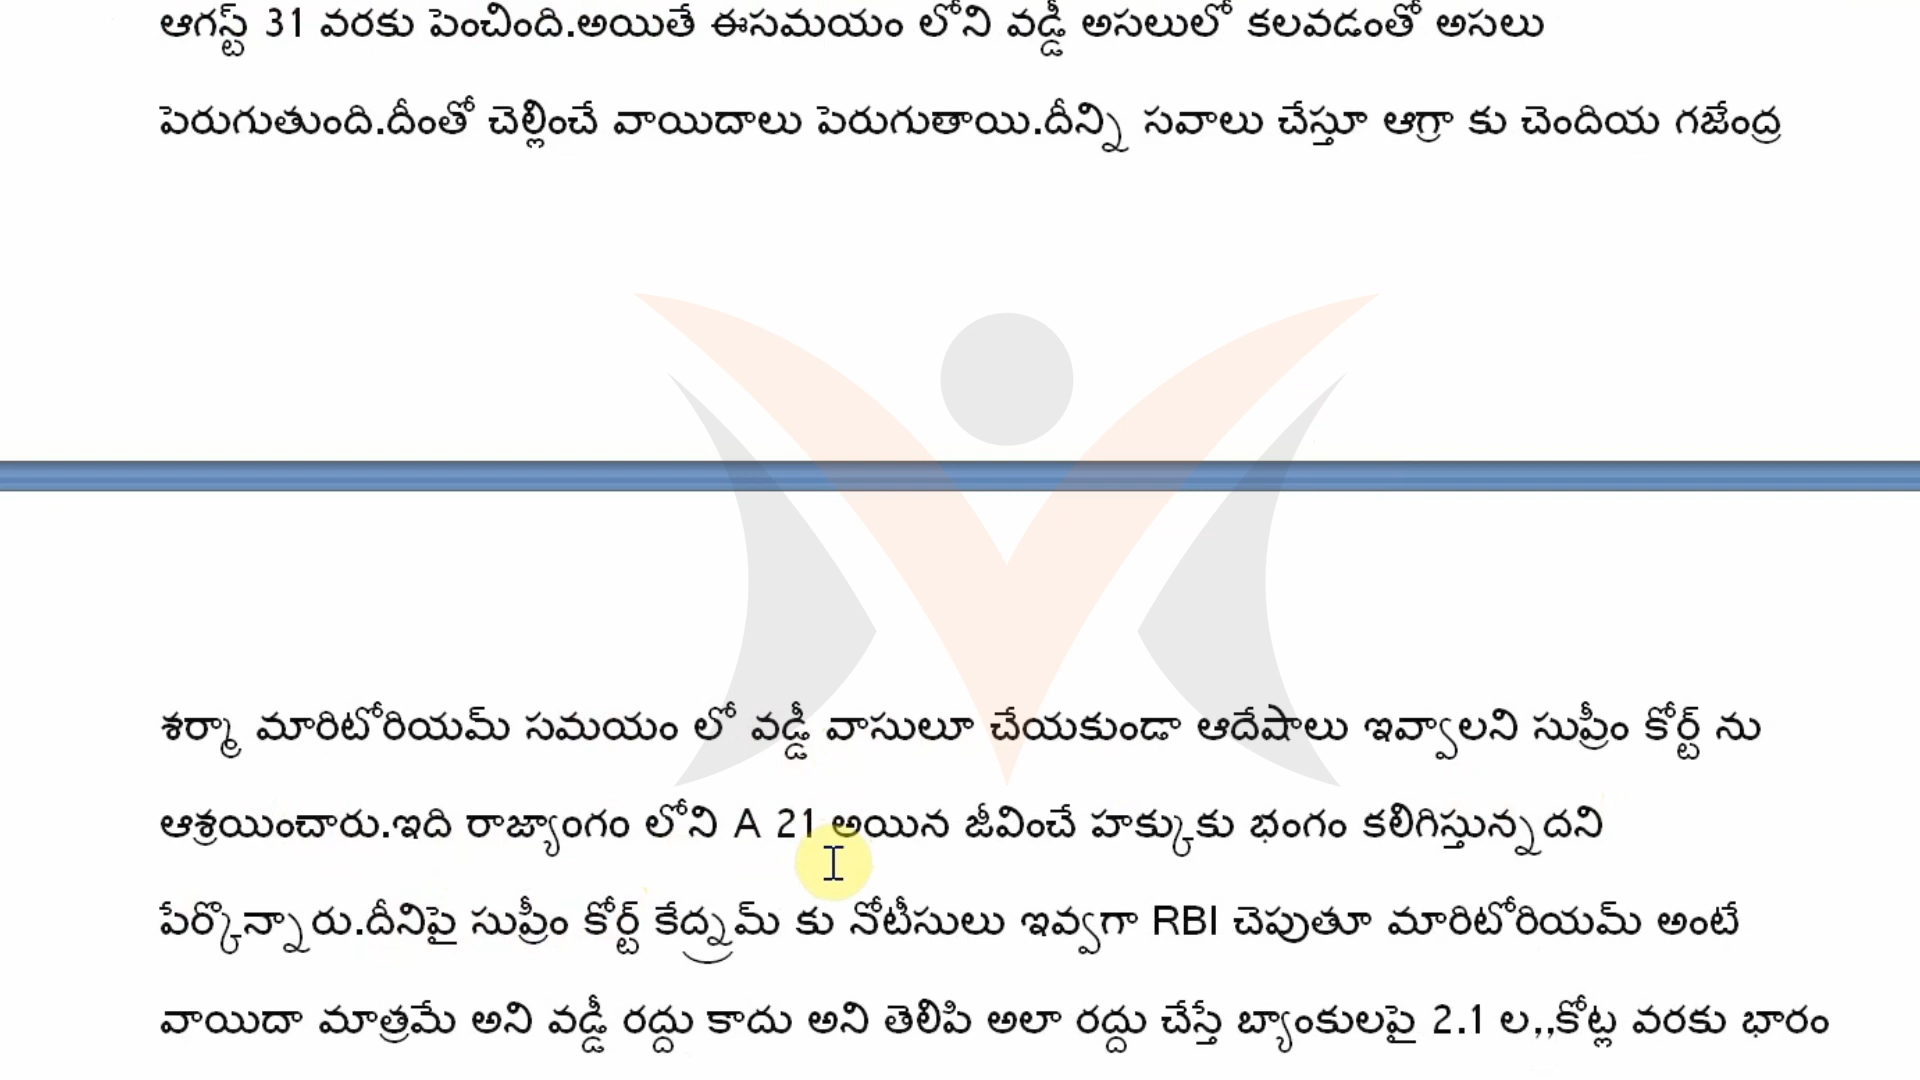 ఆగస్ట్ 31 వరకు పెంచింది.అయితే ఈసమయం లోని వడ్డీ అసలులో కలవడంతో అసలు
పెరుగుతుంది.దీంతో చెల్లించే వాయిదాలు పెరుగుతాయి.దీన్ని సవాలు చేస్తూ ఆగ్రా కు చెందియ గజేంద్ర
శర్మా మారిటోరియమ్ సమయం లో వడ్డీ వాసులూ చేయకుండా ఆదేషాలు ఇవ్వాలని సుప్రీం కోర్ట్ ను
ఆశ్రయించారు.ఇది రాజ్యాంగం లోని A 21 అయిన జీవించే హక్కుకు భంగం కలిగిస్తున్నదని
పేర్కొన్నారు.దీనిపై సుప్రీం కోర్ట్ కేద్న్రమ్ కు నోటీసులు ఇవ్వగా RBI చెపుతూ మారిటోరియమ్ అంటే
వాయిదా మాత్రమే అని వడ్డీ రద్దు కాదు అని తెలిపి అలా రద్దు చేస్తే బ్యాంకులపై 2.1 ల,,కోట్ల వరకు భారం